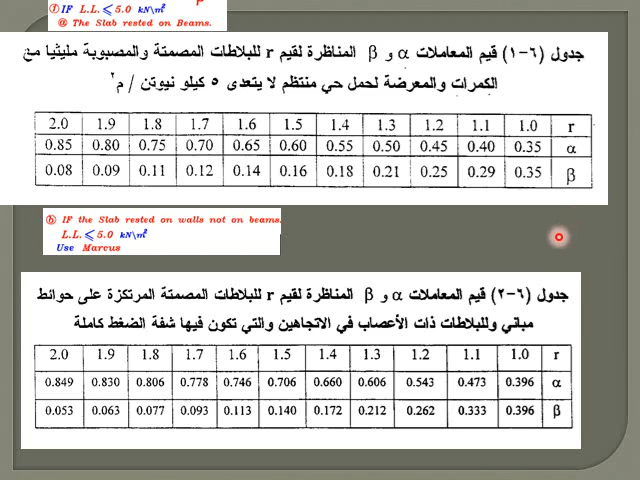 ① IF L.L. ⩽ 5.0 kN\m²
r
@ The Slab rested on Beams.
جدول (٦-١) قيم المعاملات α و β المناظرة لقيم r للبلاطات المصمتة والمصبوبة مليثيا مع
الكمرات والمعرضة لحمل حي منتظم لا يتعدى ٥ كيلو نيوتن / م٢
2.0 1.9 1.8 1.7 1.6 1.5 1.4 1.3 1.2 1.1 1.0 r
0.85 0.80 0.75 0.70 0.65 0.60 0.55 0.50 0.45 0.40 0.35 α
0.08 0.09 0.11 0.12 0.14 0.16 0.18 0.21 0.25 0.29 0.35 β
ⓑ IF the Slab rested on walls not on beams.
L.L. ⩽ 5.0 kN\m²
Use Marcus
جدول (٦-٢) قيم المعاملات α و β المناظرة لقيم r للبلاطات المصمتة المرتكزة على حوائط
مباني وللبلاطات ذات الأعصاب في الاتجاهين والتي تكون فيها شفة الضغط كاملة
2.0 1.9 1.8 1.7 1.6 1.5 1.4 1.3 1.2 1.1 1.0 r
0.849 0.830 0.806 0.778 0.746 0.706 0.660 0.606 0.543 0.473 0.396 α
0.053 0.063 0.077 0.093 0.113 0.140 0.172 0.212 0.262 0.333 0.396 β